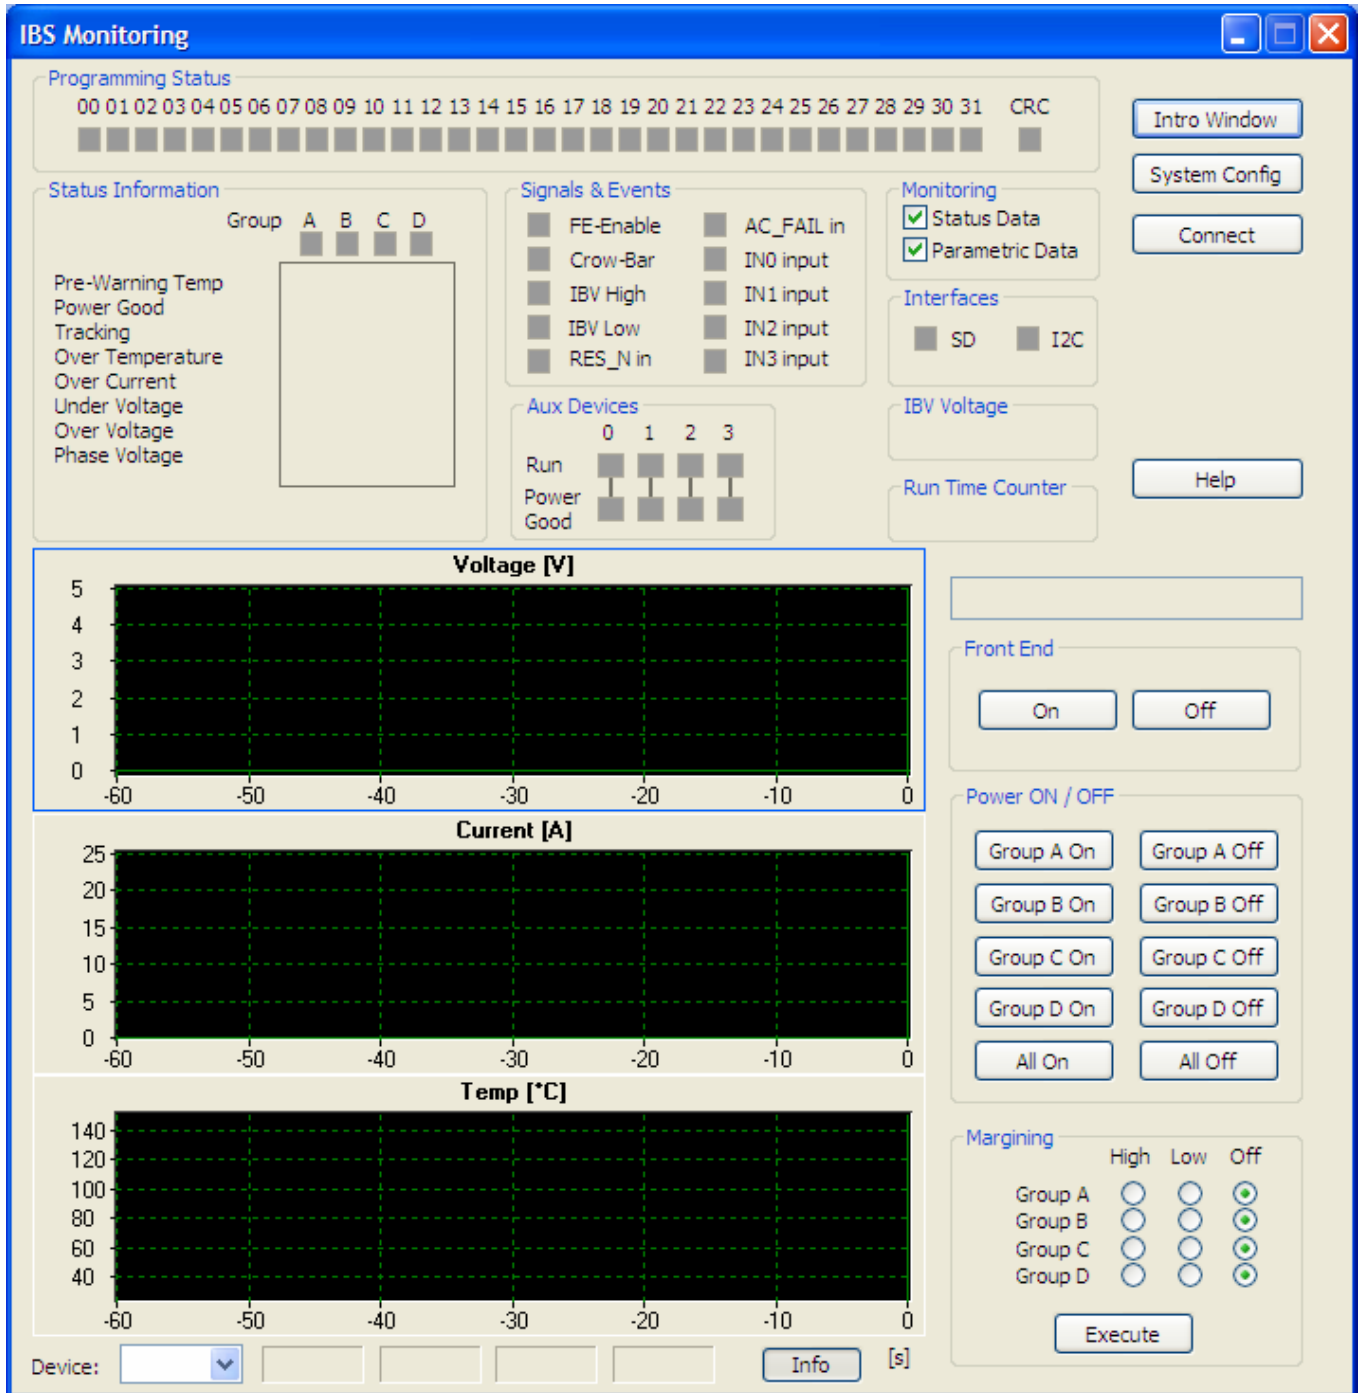 IBS Monitoring
Programming Status
00 01 02 03 04 05 06 07 08 09 10 11 12 13 14 15 16 17 18 19 20 21 22 23 24 25 26 27 28 29 30 31 CRC
Intro Window
System Config
Connect
Help
Status Information
Group A B C D
Pre-Warning Temp
Power Good
Tracking
Over Temperature
Over Current
Under Voltage
Over Voltage
Phase Voltage
Signals & Events
FE-Enable AC_FAIL in
Crow-Bar IN0 input
IBV High IN1 input
IBV Low IN2 input
RES_N in IN3 input
Aux Devices
0 1 2 3
Run
Power
Good
Monitoring
Status Data
Parametric Data
Interfaces
SD I2C
IBV Voltage
Run Time Counter
Voltage [V]
5
4
3
2
1
0
-60 -50 -40 -30 -20 -10 0
Current [A]
25
20
15
10
5
0
-60 -50 -40 -30 -20 -10 0
Temp [°C]
140
120
100
80
60
40
-60 -50 -40 -30 -20 -10 0
Device: Info [s]
Front End
On Off
Power ON / OFF
Group A On Group A Off
Group B On Group B Off
Group C On Group C Off
Group D On Group D Off
All On All Off
Margining
High Low Off
Group A
Group B
Group C
Group D
Execute